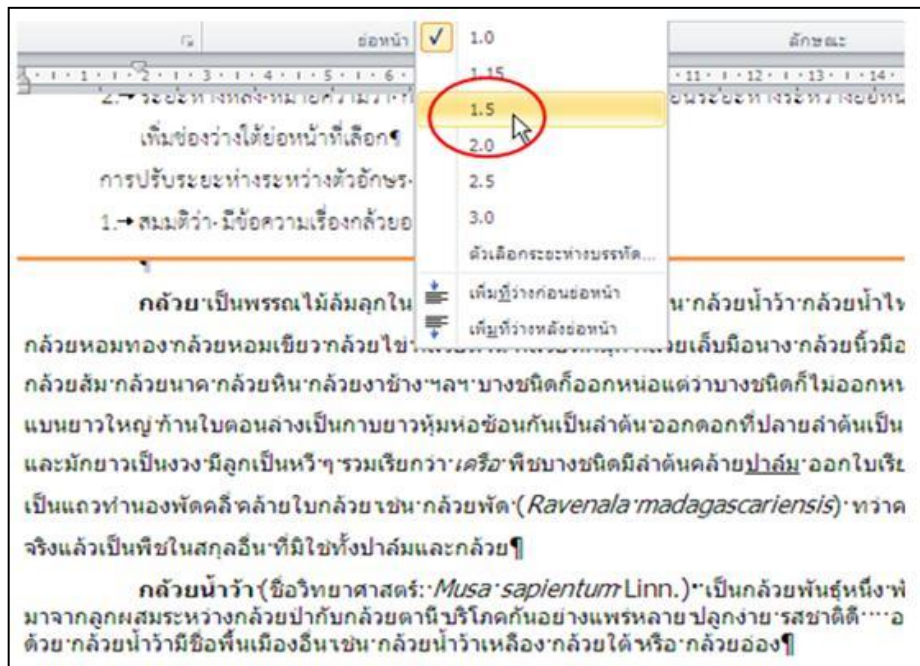 ย่อหน้า
ลักษณะ
1.0
1.15
1.5
2.0
2.5
3.0
ตัวเลือกระยะห่างบรรทัด...
เพิ่มที่ว่างก่อนย่อหน้า
เพิ่มที่ว่างหลังย่อหน้า
1 2 3 4 5 6 11 12 13 14
2. ระยะห่างหลัง หมายความว่า
เพิ่มช่องว่างใต้ย่อหน้าที่เลือก¶
การปรับระยะห่างระหว่างตัวอักษร
1.→ สมมติว่า มีข้อความเรื่องกล้วย
¶
กล้วย เป็นพรรณไม้ล้มลุกใน กล้วยน้ำว้า กล้วยน้ำไท
กล้วยหอมทอง กล้วยหอมเขียว กล้วยไข่ กล้วยเล็บมือนาง กล้วยนิ้วมือ
กล้วยส้ม กล้วยนาค กล้วยหิน กล้วยงาช้าง ฯลฯ บางชนิดก็ออกหน่อแต่ว่าบางชนิดก็ไม่ออกหน
แบนยาวใหญ่ ก้านใบตอนล่างเป็นกาบยาวหุ้มห่อซ้อนกันเป็นลำต้น ออกดอกที่ปลายลำต้นเป็น
และมักยาวเป็นงวง มีลูกเป็นหวีๆ รวมเรียกว่า เครือ พืชบางชนิดมีลำต้นคล้ายปาล์ม ออกใบเรีย
เป็นแถวทำนองพัดคลี่ คล้ายใบกล้วย เช่น กล้วยพัด (Ravenala madagascariensis) ทว่าค
จริงแล้วเป็นพืชในสกุลอื่น ที่มิใช่ทั้งปาล์มและกล้วย¶
กล้วยน้ำว้า (ชื่อวิทยาศาสตร์: Musa sapientum Linn.) เป็นกล้วยพันธุ์หนึ่ง พ
มาจากลูกผสมระหว่างกล้วยป่ากับกล้วยตานี บริโภคกันอย่างแพร่หลาย ปลูกง่าย รสชาติดี อ
ด้วย กล้วยน้ำว้ามีชื่อพื้นเมืองอื่น เช่น กล้วยน้ำว้าเหลือง กล้วยใต้ หรือ กล้วยอ่อง¶